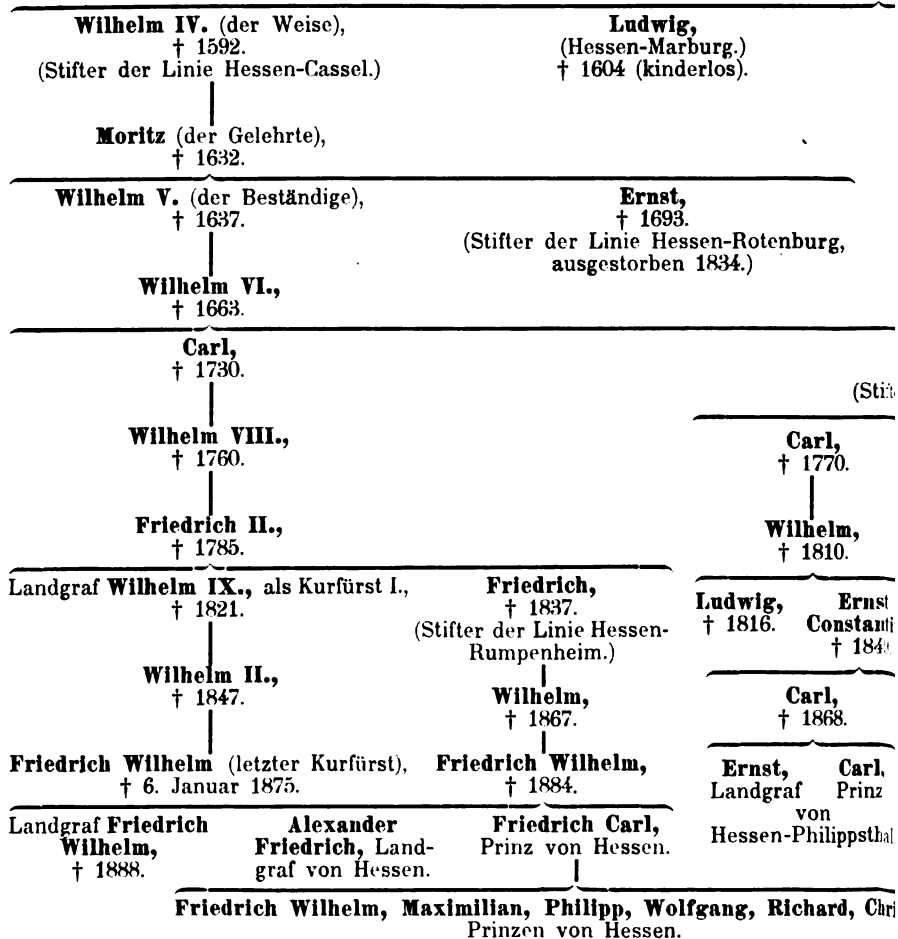 Wilhelm IV. (der Weise),
† 1592.
(Stifter der Linie Hessen-Cassel.)
Ludwig,
(Hessen-Marburg.)
† 1604 (kinderlos).
Moritz (der Gelehrte),
† 1632.
Wilhelm V. (der Beständige),
† 1637.
Ernst,
† 1693.
(Stifter der Linie Hessen-Rotenburg,
ausgestorben 1834.)
Wilhelm VI.,
† 1663.
Carl,
† 1730.
Wilhelm VIII.,
† 1760.
Carl,
† 1770.
Friedrich II.,
† 1785.
Wilhelm,
† 1810.
Landgraf Wilhelm IX., als Kurfürst I.,
† 1821.
Friedrich,
† 1837.
(Stifter der Linie Hessen-
Rumpenheim.)
Ludwig,
† 1816.
Ernst
†
Wilhelm II.,
† 1847.
Wilhelm,
† 1867.
Carl,
† 1868.
Friedrich Wilhelm (letzter Kurfürst),
† 6. Januar 1875.
Friedrich Wilhelm,
† 1884.
Ernst,
Landgraf
Carl,
Prinz
von
Hessen-Philippsthal
Landgraf Friedrich
Wilhelm,
† 1888.
Alexander
Friedrich, Land-
graf von Hessen.
Friedrich Carl,
Prinz von Hessen.
Friedrich Wilhelm, Maximilian, Philipp, Wolfgang, Richard,
Prinzen von Hessen.